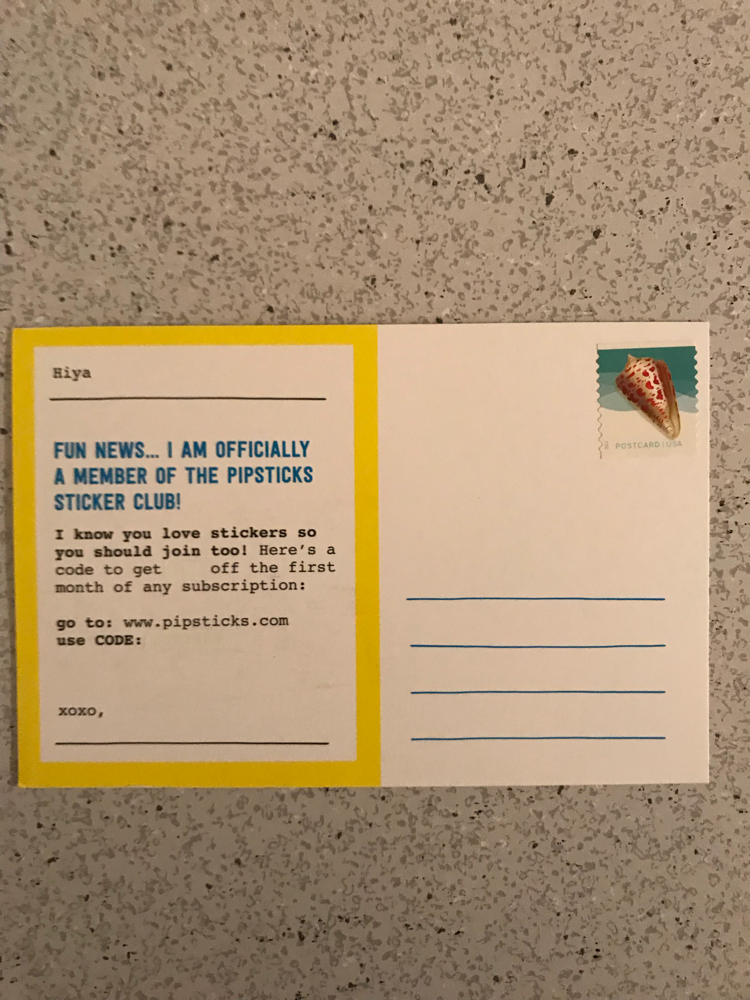 Hiya
FUN NEWS... I AM OFFICIALLY
A MEMBER OF THE PIPSTICKS
STICKER CLUB!
I know you love stickers so
you should join too! Here's a
code to get off the first
month of any subscription:
go to: www.pipsticks.com
use CODE:
xoxo,
POSTCARD | USA